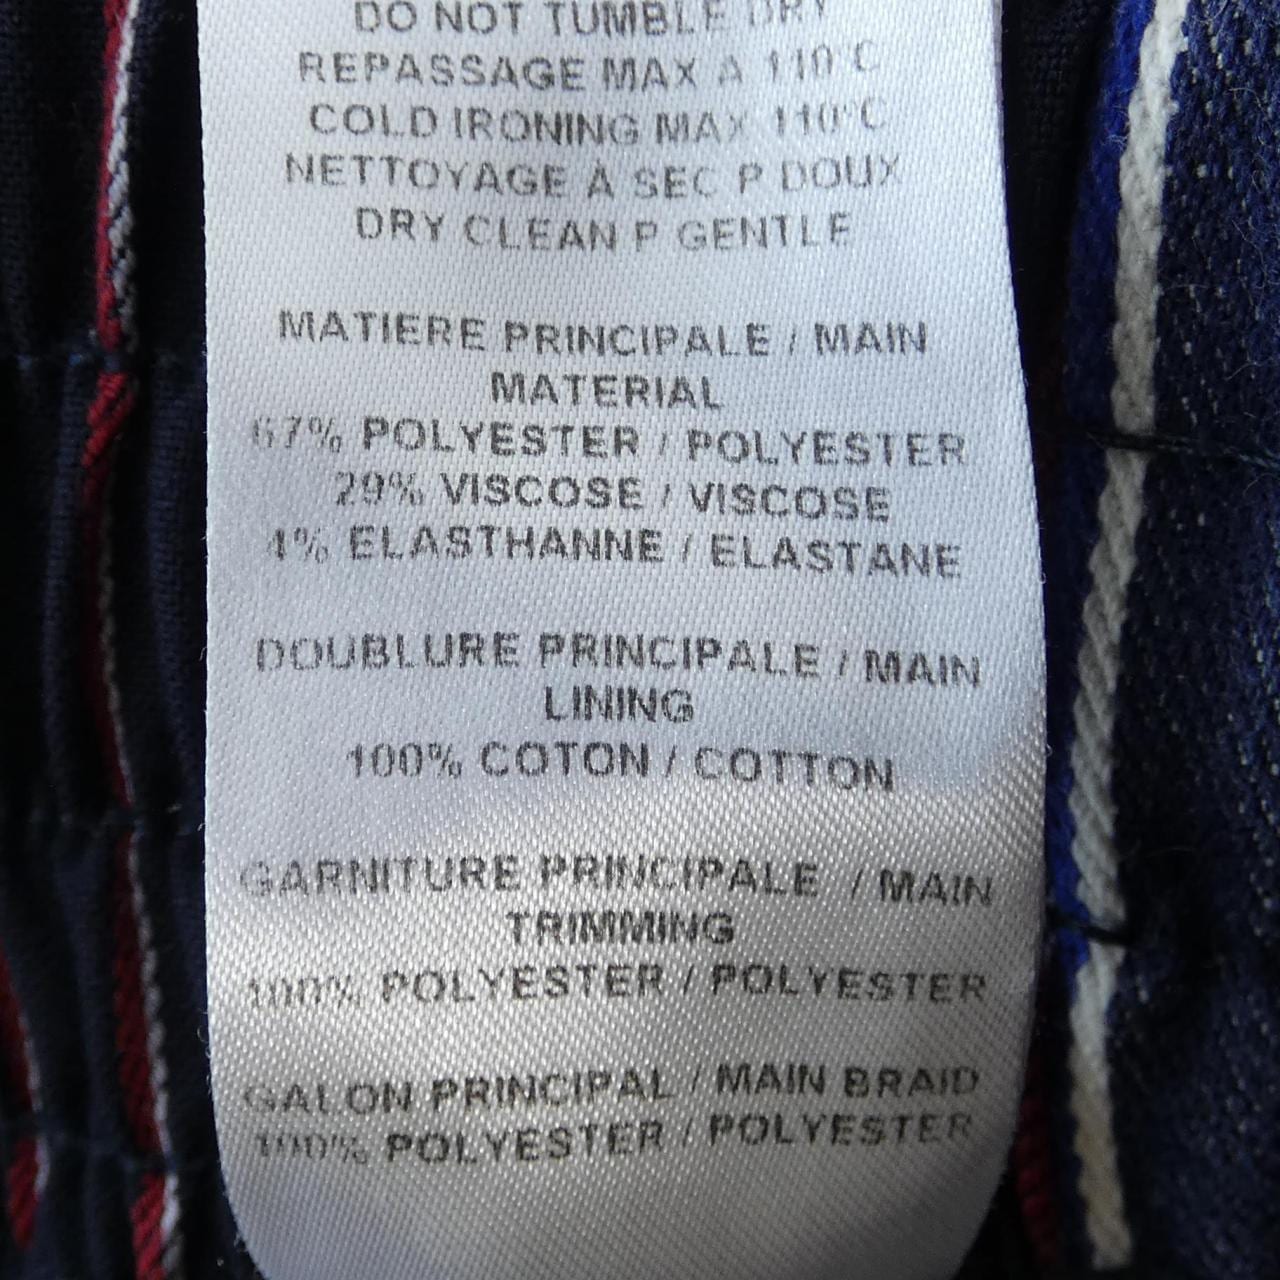 DO NOT TUMBLE DRY
REPASSAGE MAX A 110°C
COLD IRONING MAX 110°C
NETTOYAGE À SEC P DOUX
DRY CLEAN P GENTLE
MATIERE PRINCIPALE / MAIN
MATERIAL
67% POLYESTER / POLYESTER
29% VISCOSE / VISCOSE
4% ELASTHANNE / ELASTANE
DOUBLURE PRINCIPALE / MAIN
LINING
100% COTON / COTTON
GARNITURE PRINCIPALE / MAIN
TRIMMING
100% POLYESTER / POLYESTER
GALON PRINCIPAL / MAIN BRAID
100% POLYESTER / POLYESTER